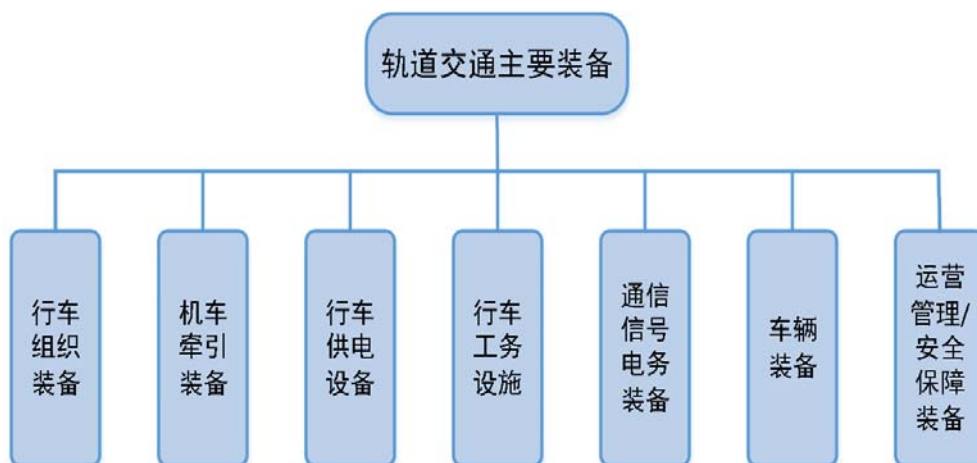 轨道交通主要装备
行车
组织
装备
机车
牵引
装备
行车
供电
设备
行车
工务
设施
通信
信号
电务
装备
车辆
装备
运营
管理/
安全
保障
装备